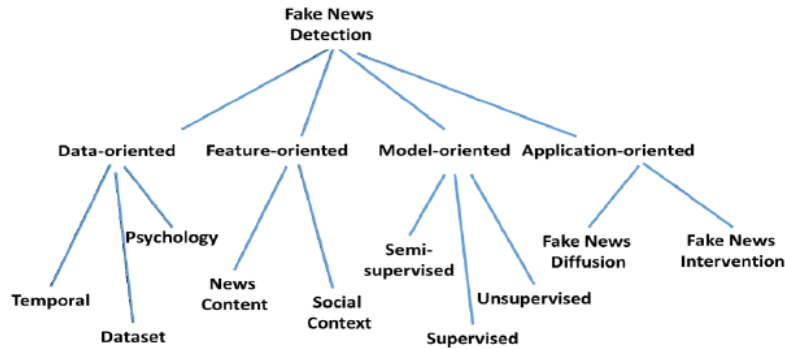 Fake News
Detection
Data-oriented
Feature-oriented
Model-oriented
Application-oriented
Psychology
Temporal
Dataset
News
Content
Social
Context
Semi-
supervised
Unsupervised
Supervised
Fake News
Diffusion
Fake News
Intervention